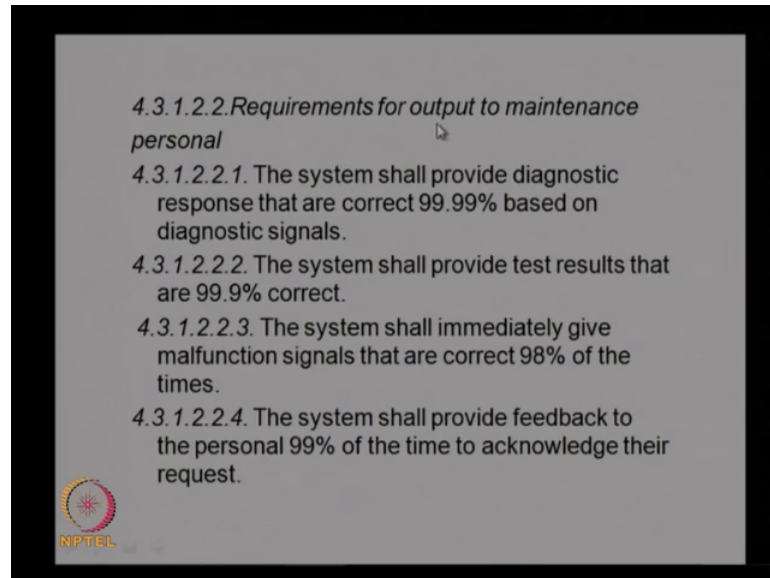 4.3.1.2.2.Requirements for output to maintenance
personal
4.3.1.2.2.1. The system shall provide diagnostic
response that are correct 99.99% based on
diagnostic signals.
4.3.1.2.2.2. The system shall provide test results that
are 99.9% correct.
4.3.1.2.2.3. The system shall immediately give
malfunction signals that are correct 98% of the
times.
4.3.1.2.2.4. The system shall provide feedback to
the personal 99% of the time to acknowledge their
request.
NPTEL